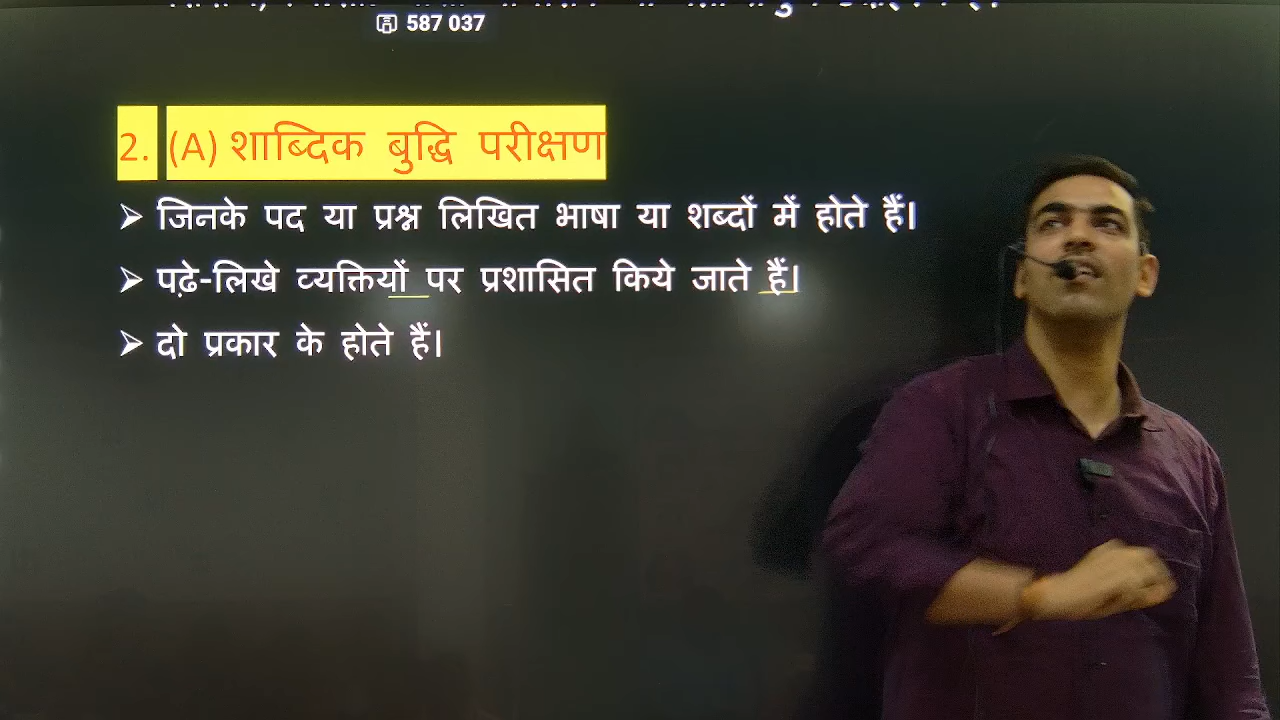 587 037
2. (A) शाब्दिक बुद्धि परीक्षण
➢ जिनके पद या प्रश्न लिखित भाषा या शब्दों में होते हैं।
➢ पढ़े-लिखे व्यक्तियों पर प्रशासित किये जाते हैं।
➢ दो प्रकार के होते हैं।